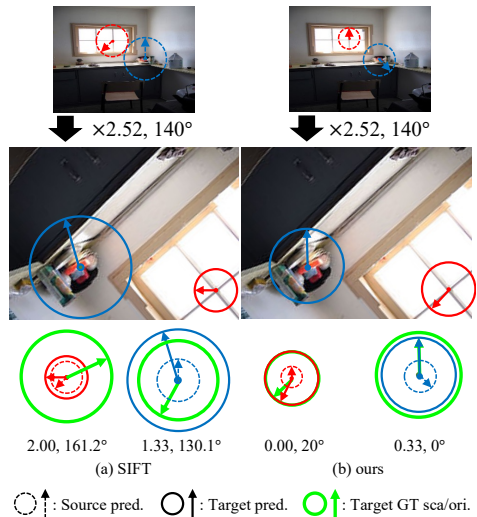 ×2.52, 140°
×2.52, 140°
2.00, 161.2°
1.33, 130.1°
0.00, 20°
0.33, 0°
(a) SIFT
(b) ours
: Source pred.
: Target pred.
: Target GT sca/ori.